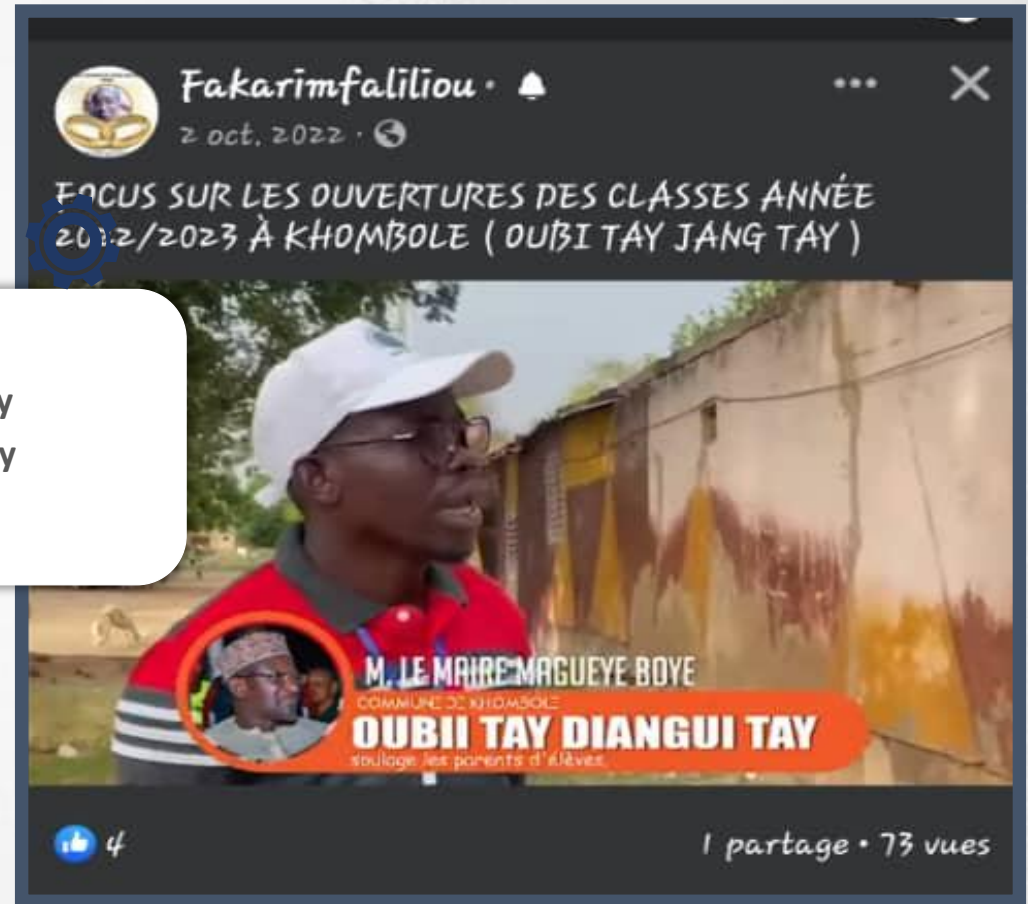 Fakarimfaliliou ·
2 oct. 2022 ·
FOCUS SUR LES OUVERTURES DES CLASSES ANNÉE
2022/2023 À KHOMBOLE ( OUBI TAY JANG TAY )
y
y
M. LE MAIRE MAGUEYE BOYE
COMMUNE DE KHOMBOLE
OUBII TAY DIANGUI TAY
soulage les parents d'élèves.
4
1 partage • 73 vues